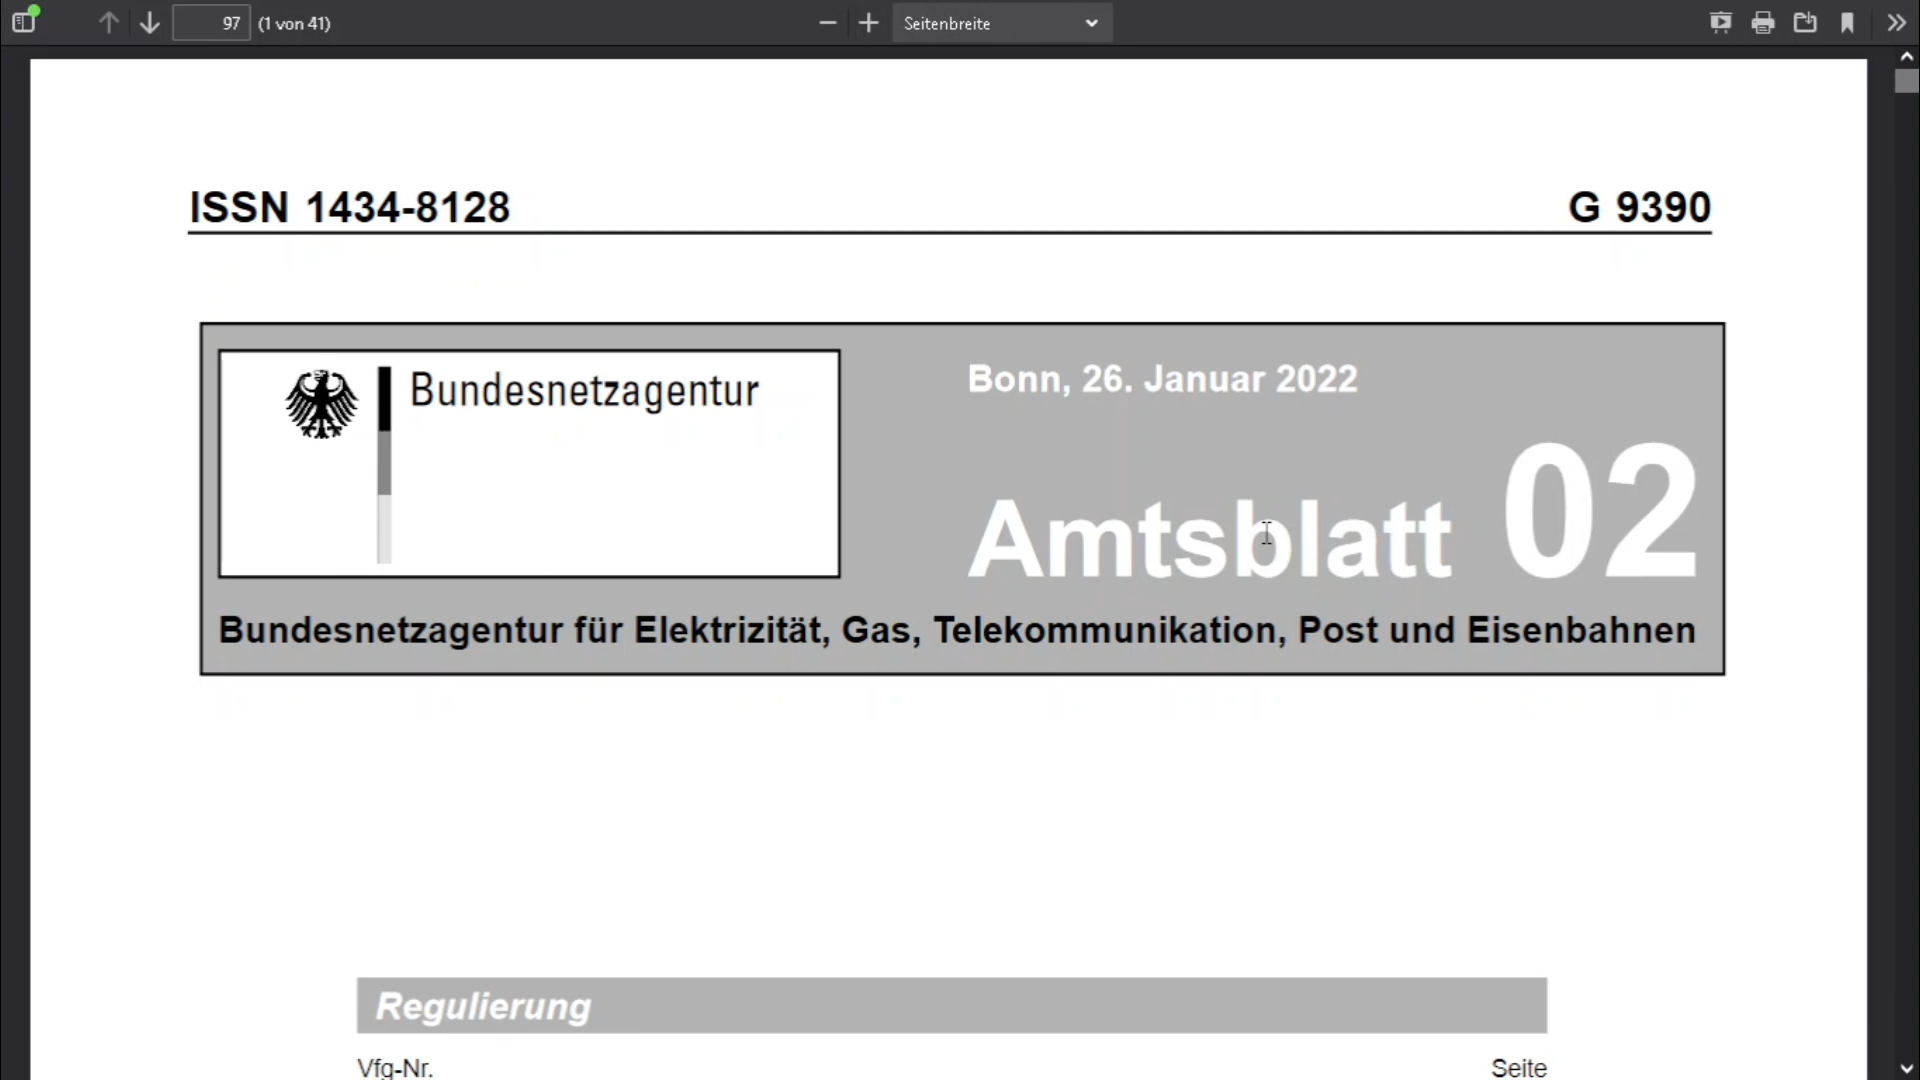 97 (1 von 41) Seitenbreite
ISSN 1434-8128 G 9390
Bundesnetzagentur
Bonn, 26. Januar 2022
Amtsblatt 02
Bundesnetzagentur für Elektrizität, Gas, Telekommunikation, Post und Eisenbahnen
Regulierung
Vfg-Nr. Seite